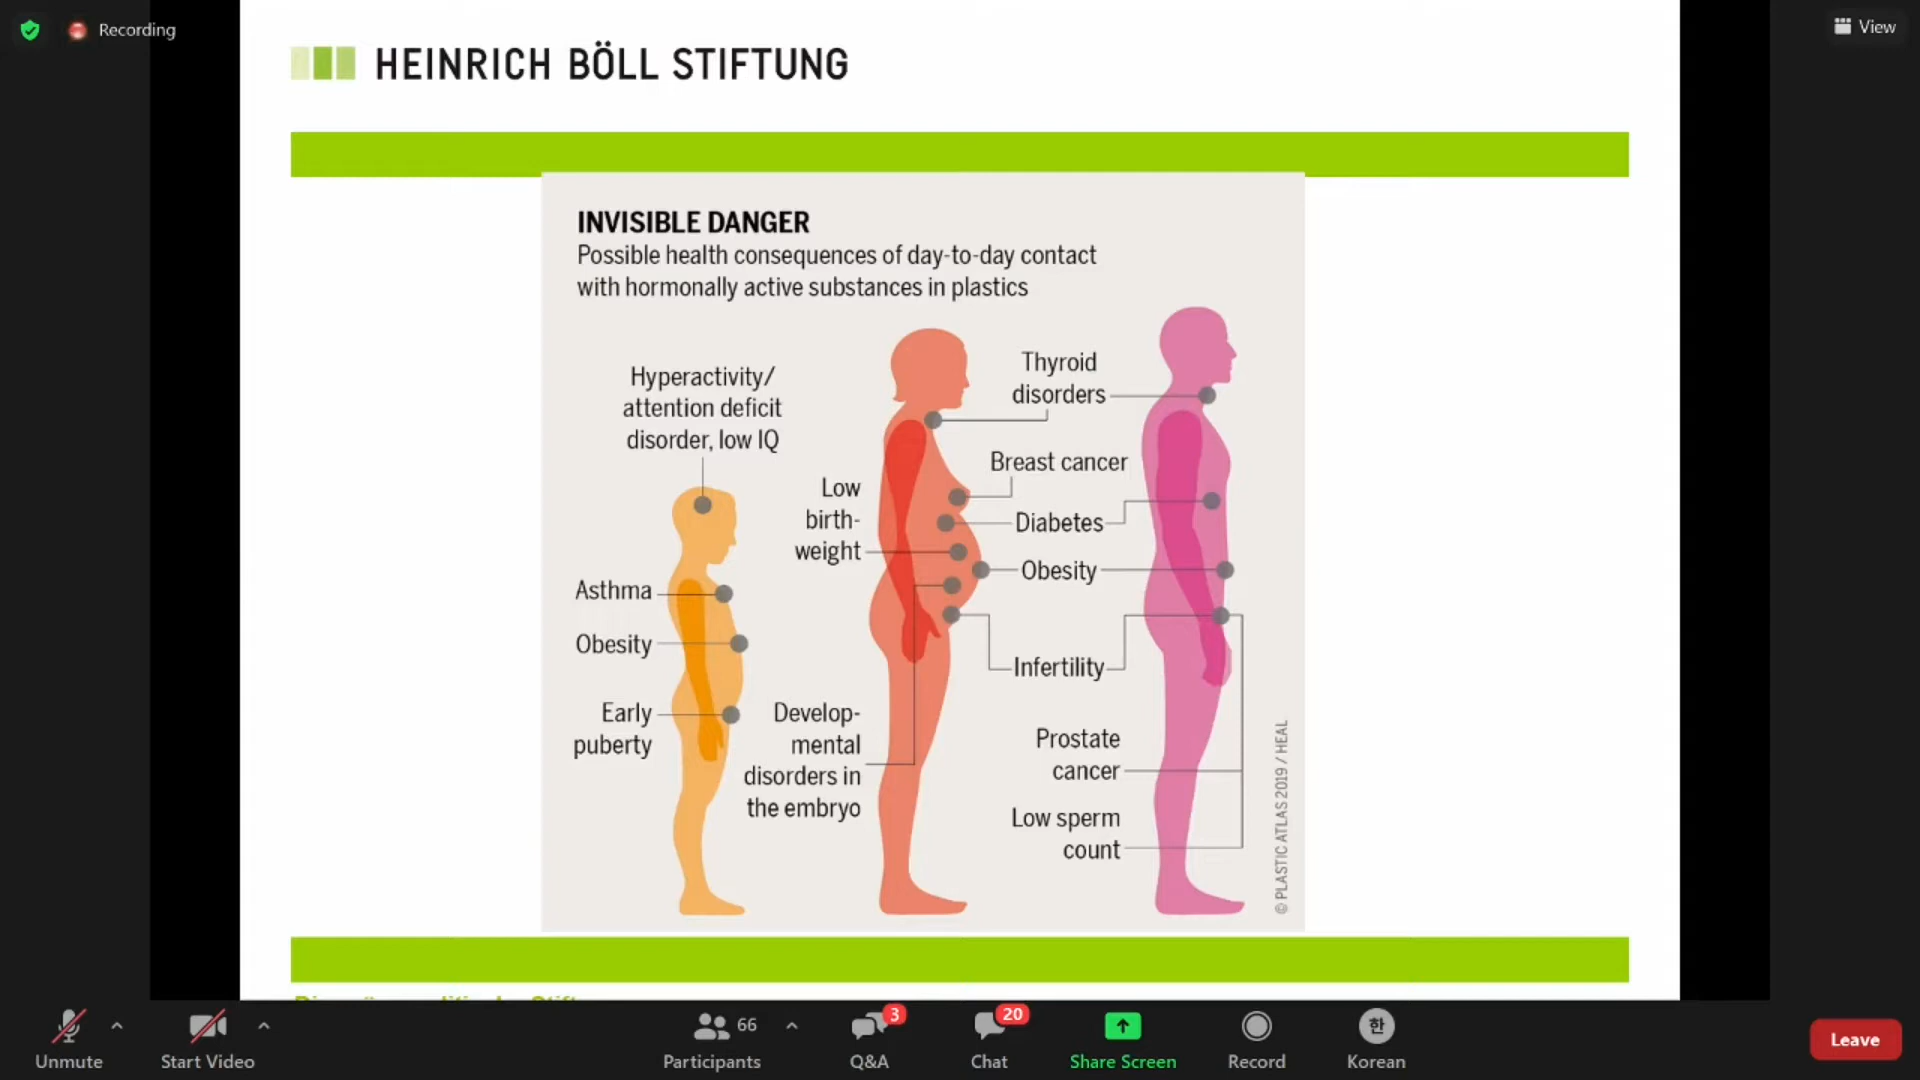 Recording
View
HEINRICH BÖLL STIFTUNG
INVISIBLE DANGER
Possible health consequences of day-to-day contact
with hormonally active substances in plastics
Hyperactivity/
attention deficit
disorder, low IQ
Asthma
Obesity
Early
puberty
Low
birth-
weight
Develop-
mental
disorders in
the embryo
Thyroid
disorders
Breast cancer
Diabetes
Obesity
Infertility
Prostate
cancer
Low sperm
count
© PLASTIC ATLAS 2019 / HEAL
Unmute
Start Video
66
Participants
3
Q&A
20
Chat
Share Screen
Record
한
Korean
Leave